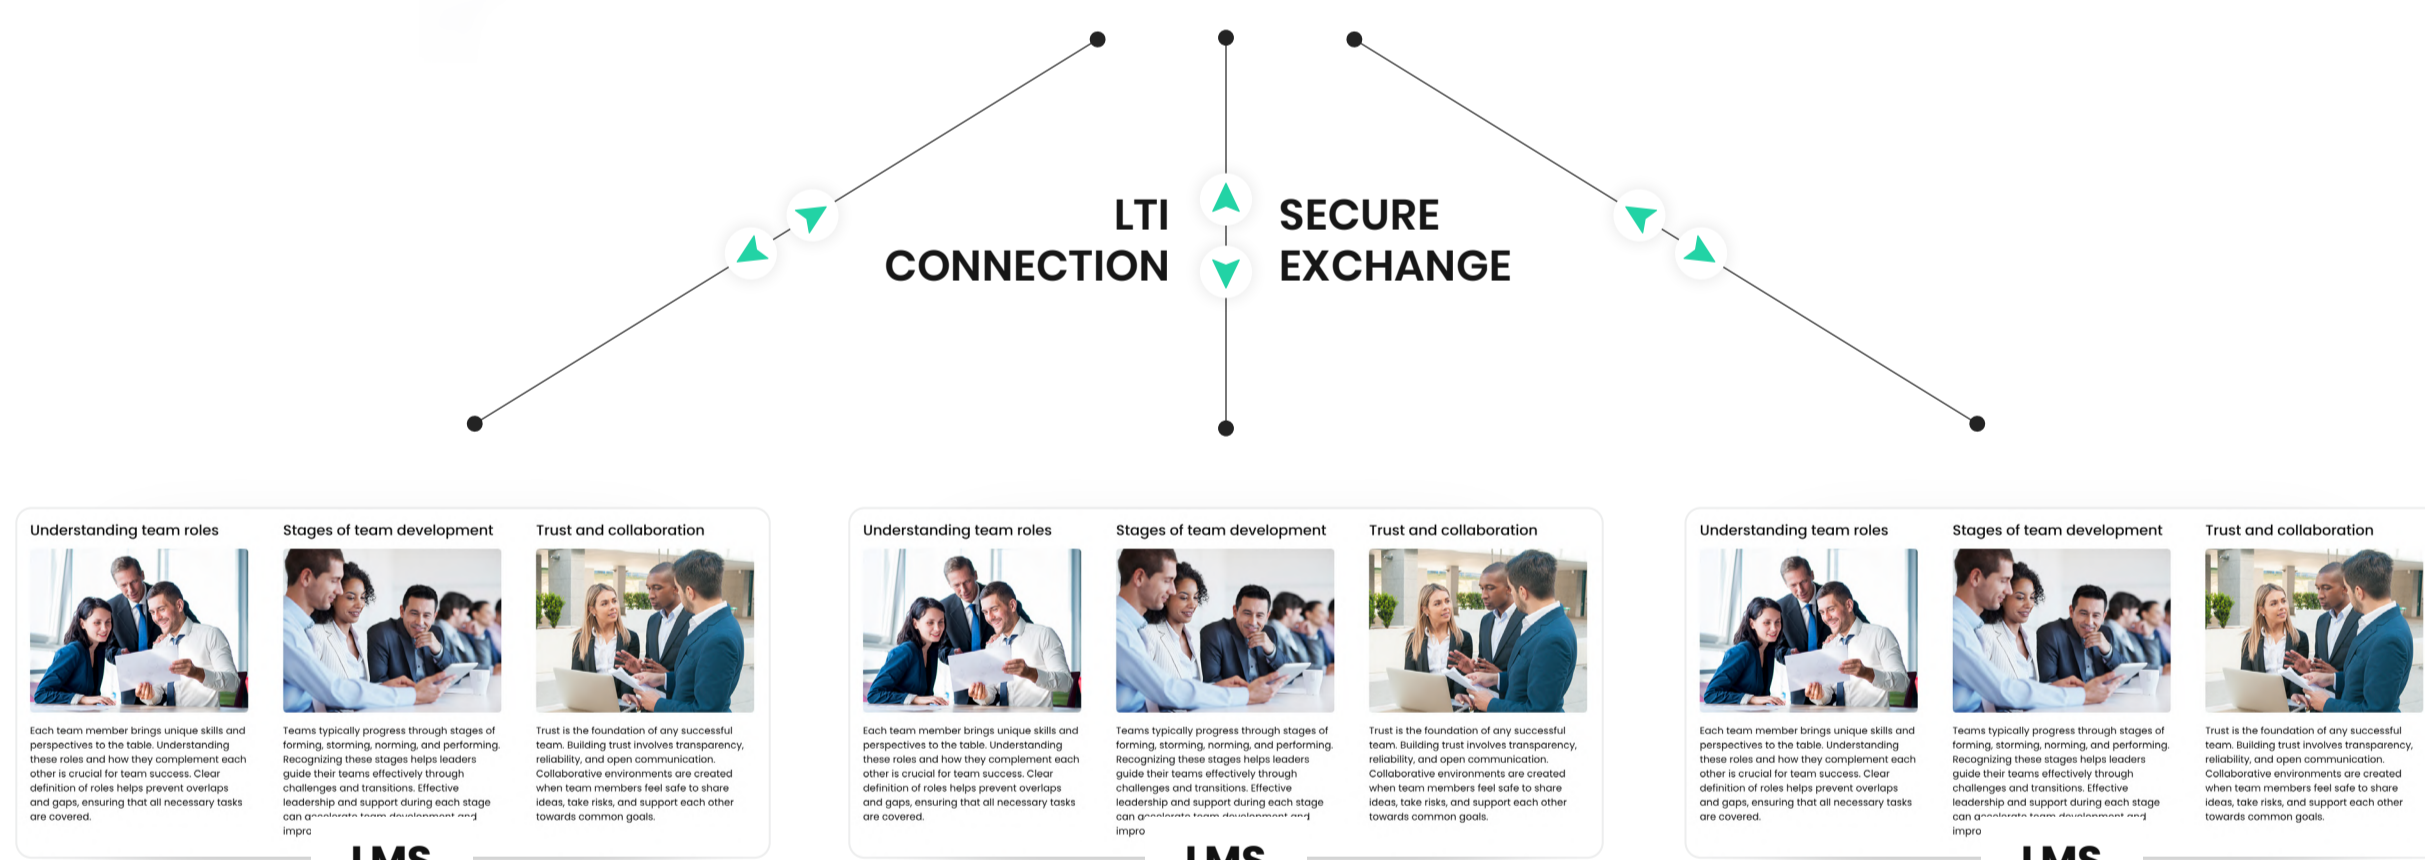 LTI
CONNECTION
SECURE
EXCHANGE
Understanding team roles
Each team member brings unique skills and
perspectives to the table. Understanding
these roles and how they complement each
other is crucial for team success. Clear
definition of roles helps prevent overlaps
and gaps, ensuring that all necessary tasks
are covered.
Stages of team development
Teams typically progress through stages of
forming, storming, norming, and performing.
Recognizing these stages helps leaders
guide their teams effectively through
challenges and transitions. Effective
leadership and support during each stage
can accelerate team development and
impro
Trust and collaboration
Trust is the foundation of any successful
team. Building trust involves transparency,
reliability, and open communication.
Collaborative environments are created
when team members feel safe to share
ideas, take risks, and support each other
towards common goals.
LMS
Understanding team roles
Each team member brings unique skills and
perspectives to the table. Understanding
these roles and how they complement each
other is crucial for team success. Clear
definition of roles helps prevent overlaps
and gaps, ensuring that all necessary tasks
are covered.
Stages of team development
Teams typically progress through stages of
forming, storming, norming, and performing.
Recognizing these stages helps leaders
guide their teams effectively through
challenges and transitions. Effective
leadership and support during each stage
can accelerate team development and
impro
Trust and collaboration
Trust is the foundation of any successful
team. Building trust involves transparency,
reliability, and open communication.
Collaborative environments are created
when team members feel safe to share
ideas, take risks, and support each other
towards common goals.
LMS
Understanding team roles
Each team member brings unique skills and
perspectives to the table. Understanding
these roles and how they complement each
other is crucial for team success. Clear
definition of roles helps prevent overlaps
and gaps, ensuring that all necessary tasks
are covered.
Stages of team development
Teams typically progress through stages of
forming, storming, norming, and performing.
Recognizing these stages helps leaders
guide their teams effectively through
challenges and transitions. Effective
leadership and support during each stage
can accelerate team development and
impro
Trust and collaboration
Trust is the foundation of any successful
team. Building trust involves transparency,
reliability, and open communication.
Collaborative environments are created
when team members feel safe to share
ideas, take risks, and support each other
towards common goals.
LMS